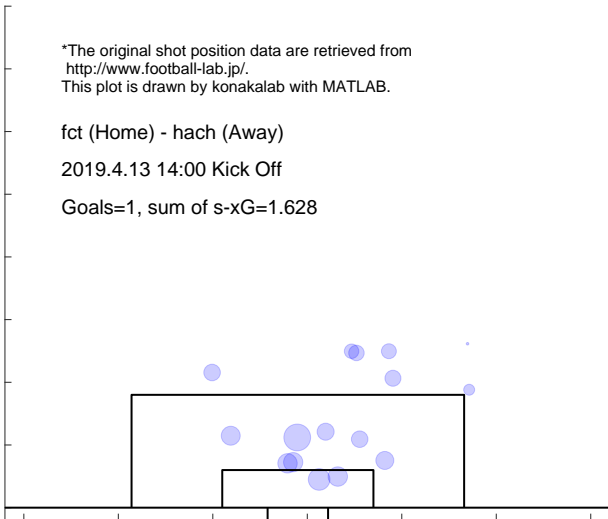 *The original shot position data are retrieved from
http://www.football-lab.jp/.
This plot is drawn by konakalab with MATLAB.
fct (Home) - hach (Away)
2019.4.13 14:00 Kick Off
Goals=1, sum of s-xG=1.628